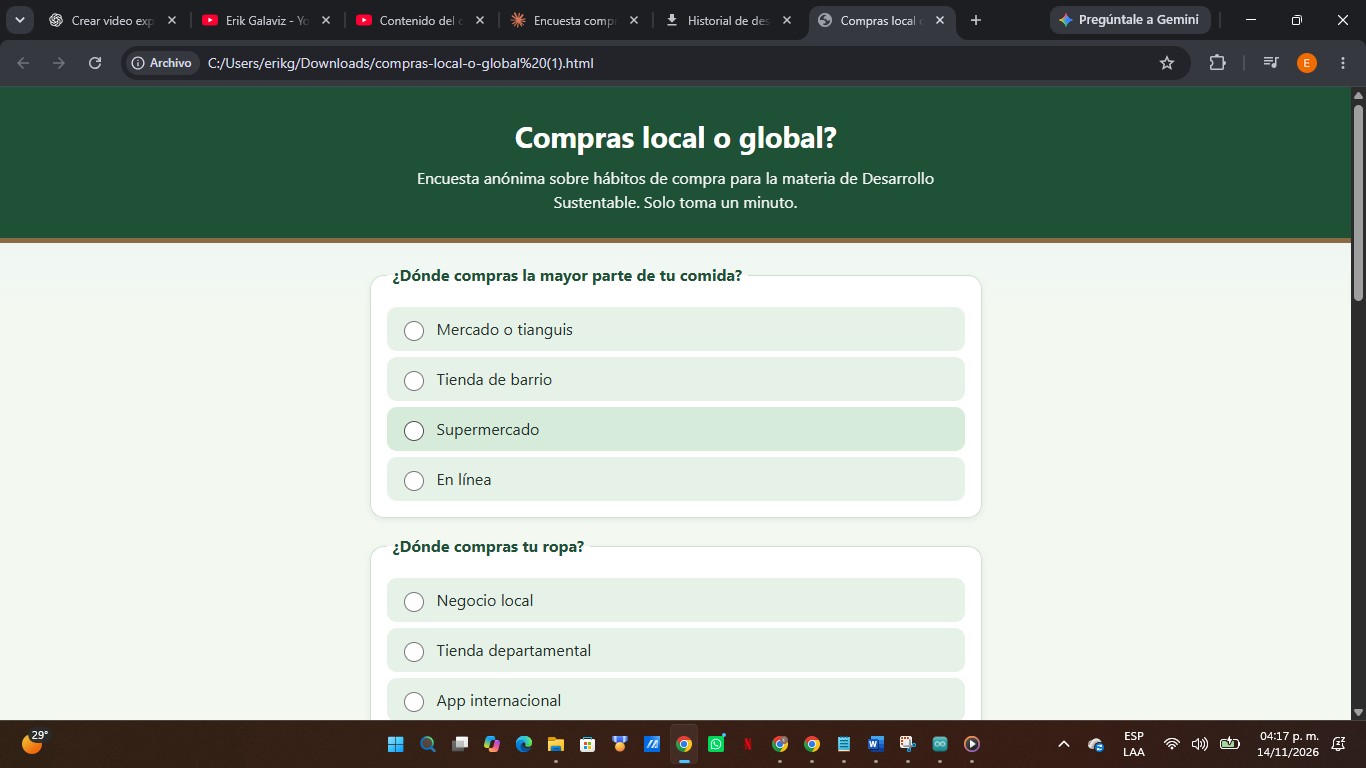 Crear video exp
Erik Galaviz - Yo
Contenido del c
Encuesta compr
Historial de des
Compras local o
Pregúntale a Gemini
Archivo
C:/Users/erikg/Downloads/compras-local-o-global%20(1).html
E
Compras local o global?
Encuesta anónima sobre hábitos de compra para la materia de Desarrollo
Sustentable. Solo toma un minuto.
¿Dónde compras la mayor parte de tu comida?
Mercado o tianguis
Tienda de barrio
Supermercado
En línea
¿Dónde compras tu ropa?
Negocio local
Tienda departamental
App internacional
29°
ESP
LAA
04:17 p. m.
14/11/2026